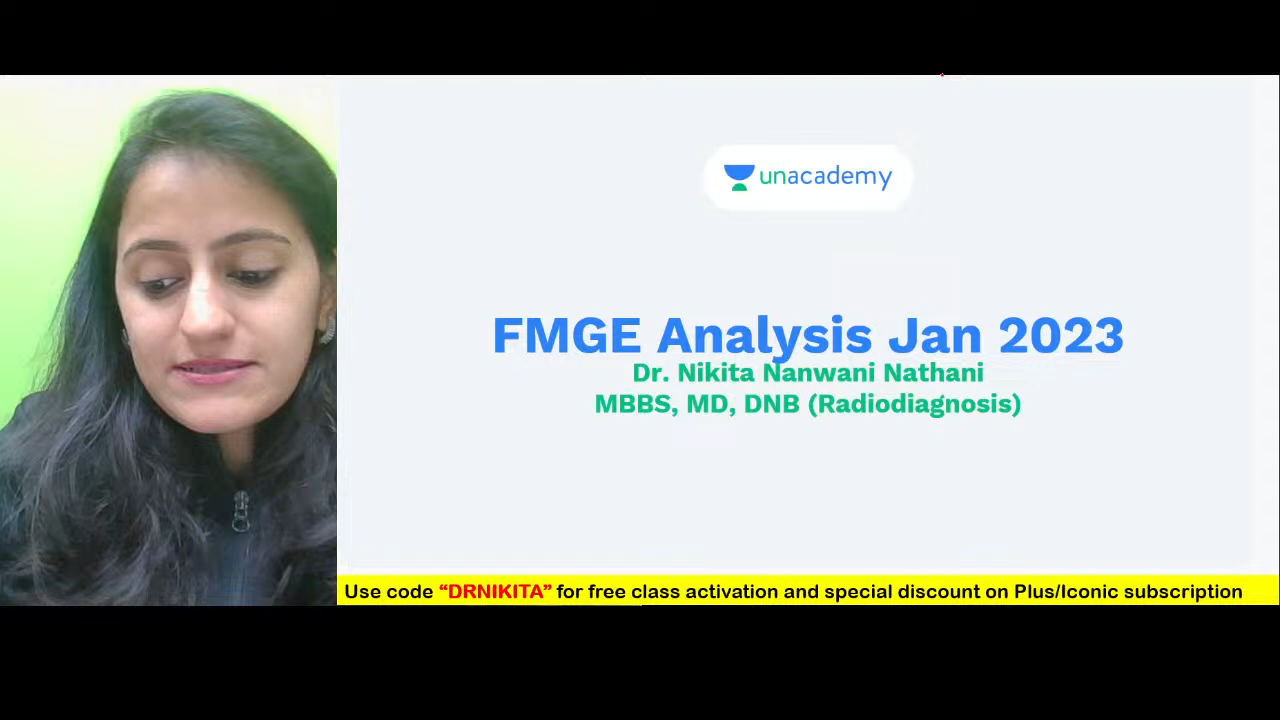 unacademy
FMGE Analysis Jan 2023
Dr. Nikita Nanwani Nathani
MBBS, MD, DNB (Radiodiagnosis)
Use code “DRNIKITA” for free class activation and special discount on Plus/Iconic subscription